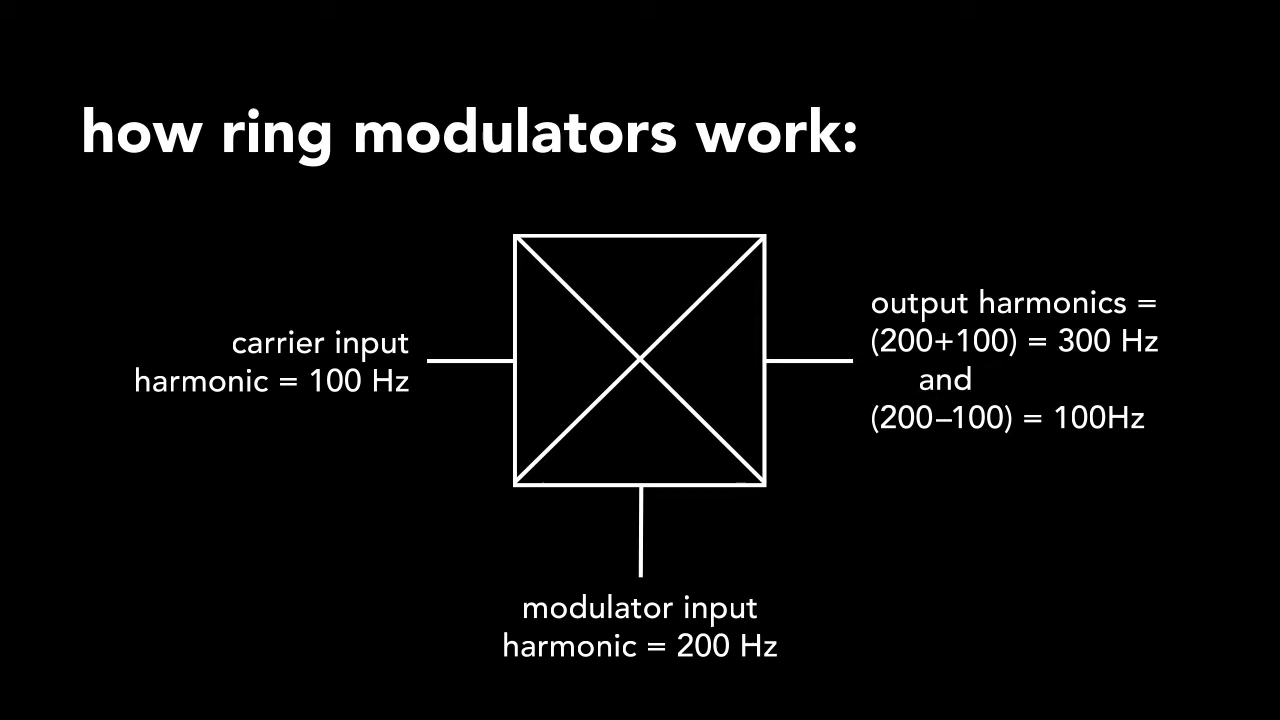 how ring modulators work:
carrier input
harmonic = 100 Hz
output harmonics =
(200+100) = 300 Hz
and
(200–100) = 100Hz
modulator input
harmonic = 200 Hz